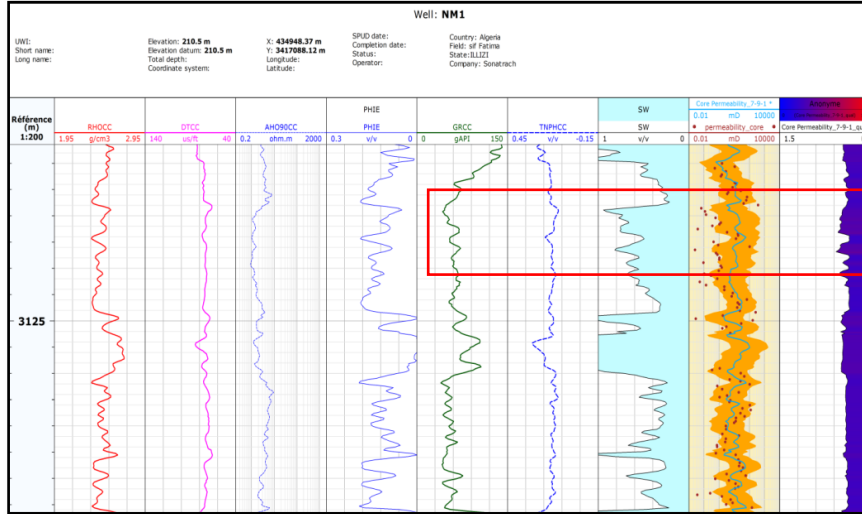 Well: NM1
UWI:
Short name:
Long name:
Elevation: 210.5 m
Elevation datum: 210.5 m
Total depth:
Coordinate system:
X: 434948.37 m
Y: 3417088.12 m
Longitude:
Latitude:
SPUD date:
Completion date:
Status:
Operator:
Country: Algeria
Field: sif Fatima
State:ILLIZI
Company: Sonatrach
Référence
(m)
1:200
RHOCC
1.95 g/cm3 2.95
DTCC
140 us/ft 40
AHO90CC
0.2 ohm.m 2000
PHIE
PHIE
0.3 v/v 0
GRCC
0 gAPI 150
TNPHCC
0.45 v/v -0.15
SW
SW
1 v/v 0
Core Permeability_7-9-1 *
0.01 mD 10000
permeability_core *
0.01 mD 10000
Anonyme
Core Permeability_7-9-1_qu
1.5
3125